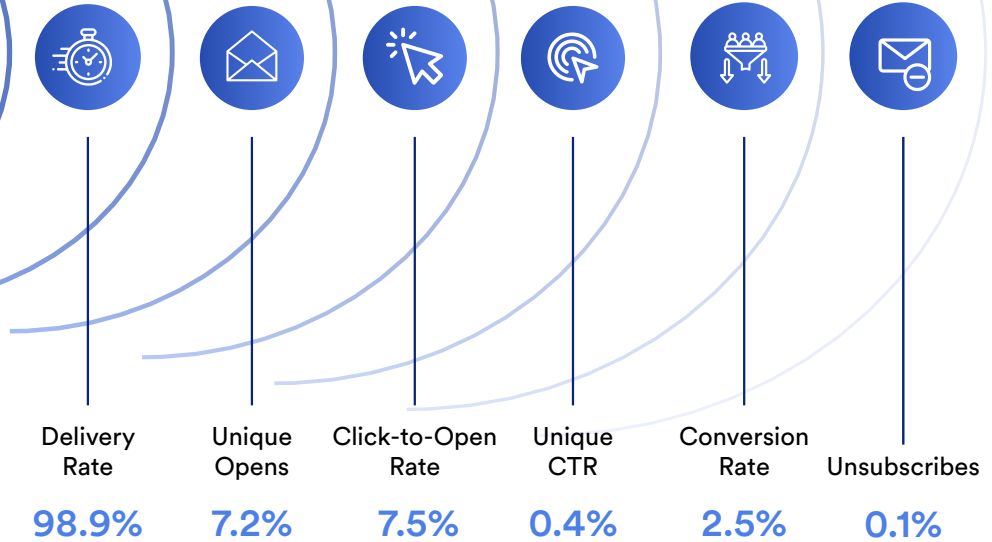 Delivery
Rate
98.9%
Unique
Opens
7.2%
Click-to-Open
Rate
7.5%
Unique
CTR
0.4%
Conversion
Rate
2.5%
Unsubscribes
0.1%